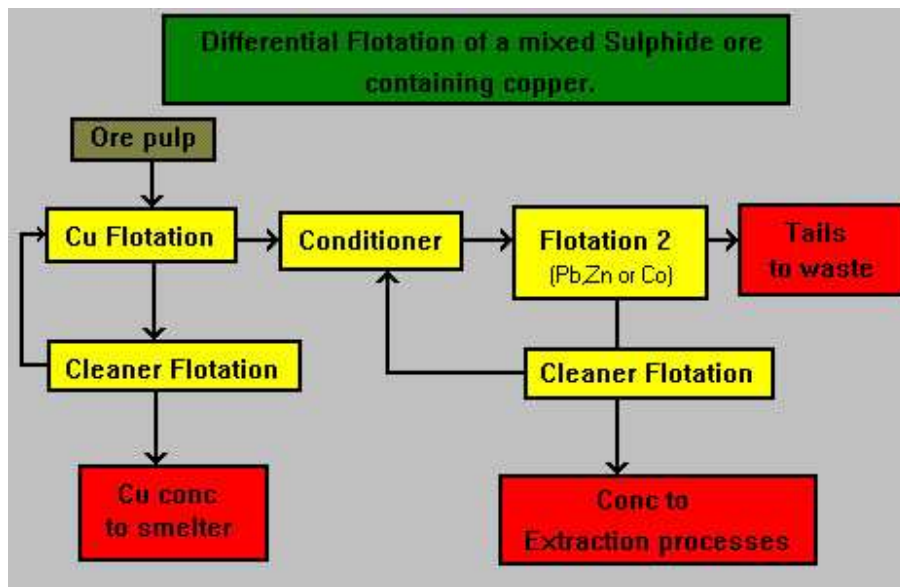 Differential Flotation of a mixed Sulphide ore
containing copper.
Ore pulp
Cu Flotation
Conditioner
Flotation 2
(Pb,Zn or Co)
Tails
to waste
Cleaner Flotation
Cleaner Flotation
Cu conc
to smelter
Conc to
Extraction processes